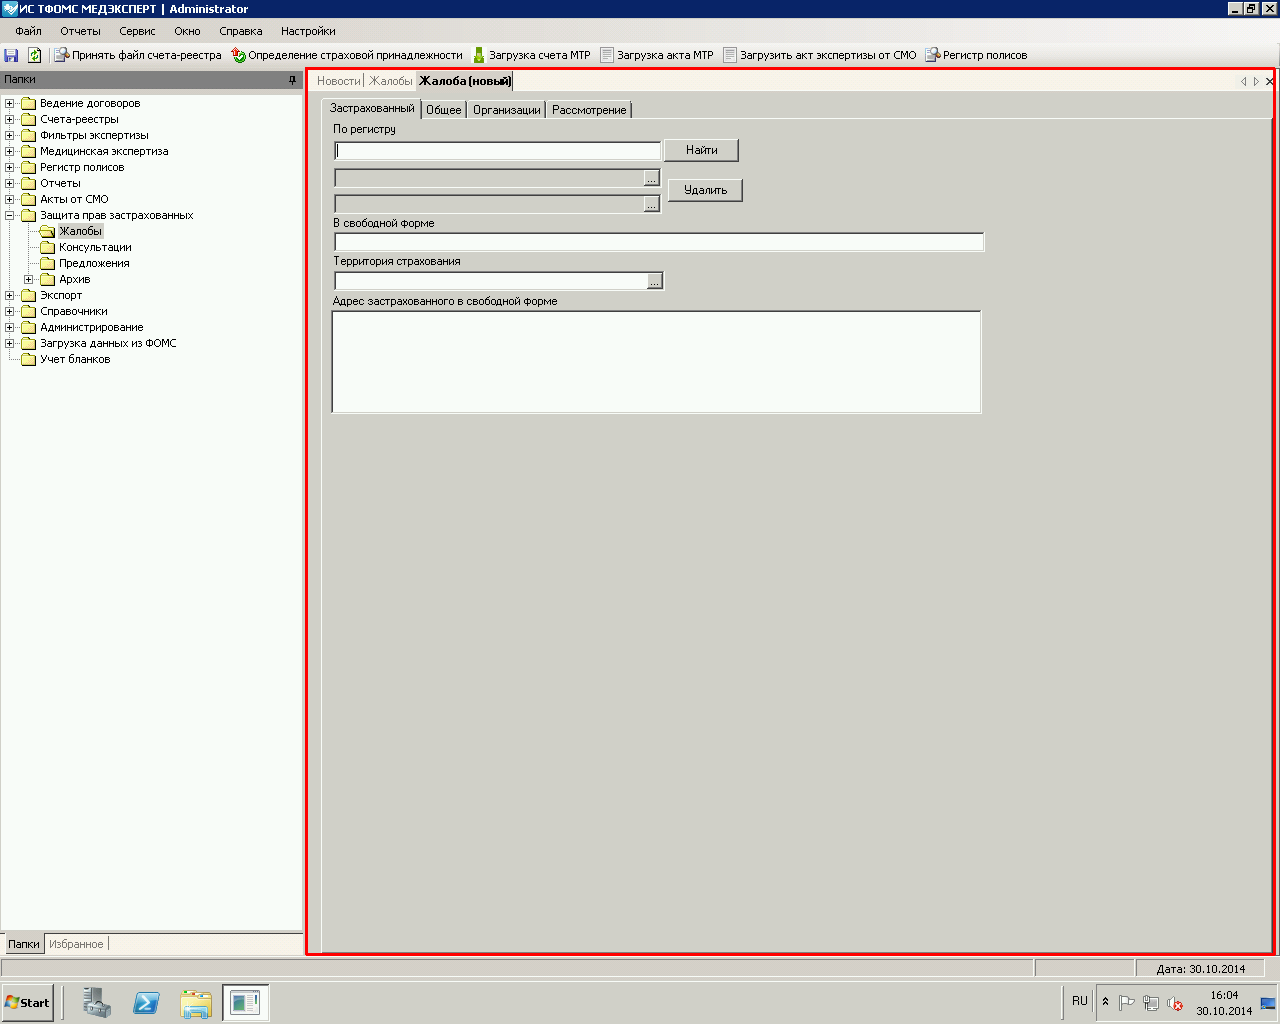 ИС ТФОМС МЕДЭКСПЕРТ | Administrator
Файл Отчеты Сервис Окно Справка Настройки
Принять файл счета-реестра Определение страховой принадлежности Загрузка счета МТР Загрузка акта МТР Загрузить акт экспертизы от СМО Регистр полисов
Папки
Ведение договоров
Счета-реестры
Фильтры экспертизы
Медицинская экспертиза
Регистр полисов
Отчеты
Акты от СМО
Защита прав застрахованных
Жалобы
Консультации
Предложения
Архив
Экспорт
Справочники
Администрирование
Загрузка данных из ФОМС
Учет бланков
Папки Избранное
Новости Жалобы Жалоба (новый)
Застрахованный Общее Организации Рассмотрение
По регистру
Найти
...
Удалить
...
В свободной форме
Территория страхования
...
Адрес застрахованного в свободной форме
Дата: 30.10.2014
Start
RU
16:04
30.10.2014